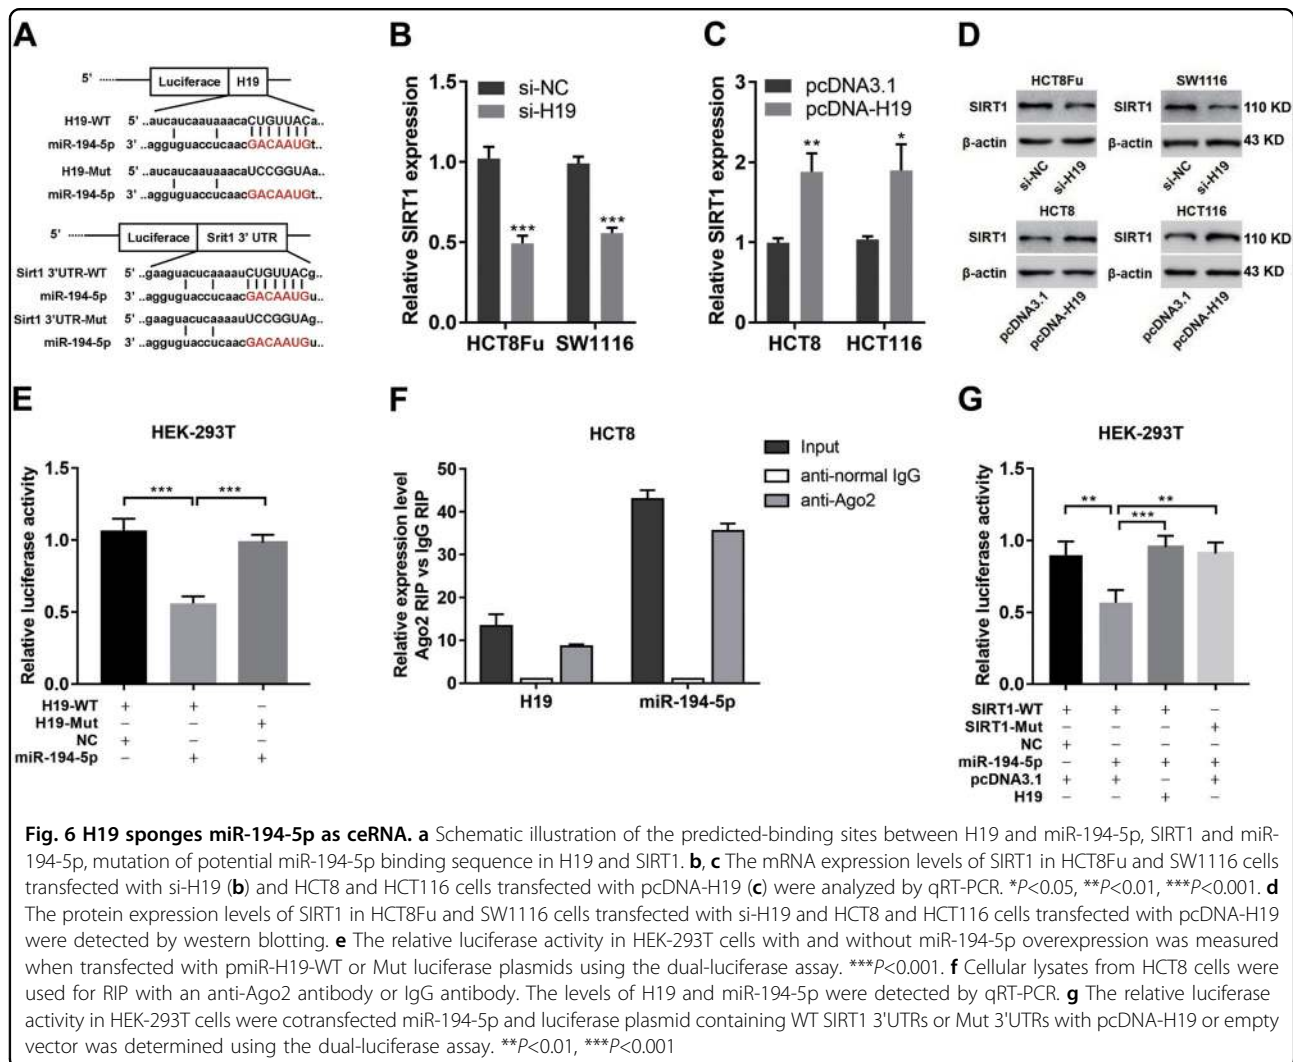 A
5' ...... Luciferace H19
H19-WT 5' ..aucaucaauaaacaCUGUUACa..
miR-194-5p 3' ..agguguaccucaacGACAAUGt..
H19-Mut 5' ..aucaucaauaaacaUCCGGUAa..
miR-194-5p 3' ..agguguaccucaacGACAAUGt..
5' ...... Luciferace Srit1 3' UTR
Sirt1 3'UTR-WT 5' ..gaaguacucaaaauCUGUUACg..
miR-194-5p 3' ..agguguaccucaacGACAAUGu..
Sirt1 3'UTR-Mut 5' ..gaaguacucaaaauUCCGGUAg..
miR-194-5p 3' ..agguguaccucaacGACAAUGu..
B
Relative SIRT1 expression
1.5
1.0
0.5
0.0
si-NC
si-H19
***
***
HCT8Fu SW1116
C
Relative SIRT1 expression
3
2
1
0
pcDNA3.1
pcDNA-H19
**
*
HCT8 HCT116
D
HCT8Fu SW1116
SIRT1 SIRT1 110 KD
β-actin β-actin 43 KD
si-NC si-H19 si-NC si-H19
HCT8 HCT116
SIRT1 SIRT1 110 KD
β-actin β-actin 43 KD
pcDNA3.1 pcDNA-H19 pcDNA3.1 pcDNA-H19
E
HEK-293T
Relative luciferase activity
1.5
1.0
0.5
0.0
*** ***
H19-WT + + −
H19-Mut − − +
NC + − −
miR-194-5p − + +
F
HCT8
Relative expression level
Ago2 RIP vs IgG RIP
50
40
30
20
10
0
Input
anti-normal IgG
anti-Ago2
H19 miR-194-5p
G
HEK-293T
Relative luciferase activity
1.5
1.0
0.5
0.0
** **
***
SIRT1-WT + + + −
SIRT1-Mut − − − +
NC + − − −
miR-194-5p − + + +
pcDNA3.1 + + − +
H19 − − + −
Fig. 6 H19 sponges miR-194-5p as ceRNA. a Schematic illustration of the predicted-binding sites between H19 and miR-194-5p, SIRT1 and miR-
194-5p, mutation of potential miR-194-5p binding sequence in H19 and SIRT1. b, c The mRNA expression levels of SIRT1 in HCT8Fu and SW1116 cells
transfected with si-H19 (b) and HCT8 and HCT116 cells transfected with pcDNA-H19 (c) were analyzed by qRT-PCR. *P<0.05, **P<0.01, ***P<0.001. d
The protein expression levels of SIRT1 in HCT8Fu and SW1116 cells transfected with si-H19 and HCT8 and HCT116 cells transfected with pcDNA-H19
were detected by western blotting. e The relative luciferase activity in HEK-293T cells with and without miR-194-5p overexpression was measured
when transfected with pmiR-H19-WT or Mut luciferase plasmids using the dual-luciferase assay. ***P<0.001. f Cellular lysates from HCT8 cells were
used for RIP with an anti-Ago2 antibody or IgG antibody. The levels of H19 and miR-194-5p were detected by qRT-PCR. g The relative luciferase
activity in HEK-293T cells were cotransfected miR-194-5p and luciferase plasmid containing WT SIRT1 3'UTRs or Mut 3'UTRs with pcDNA-H19 or empty
vector was determined using the dual-luciferase assay. **P<0.01, ***P<0.001